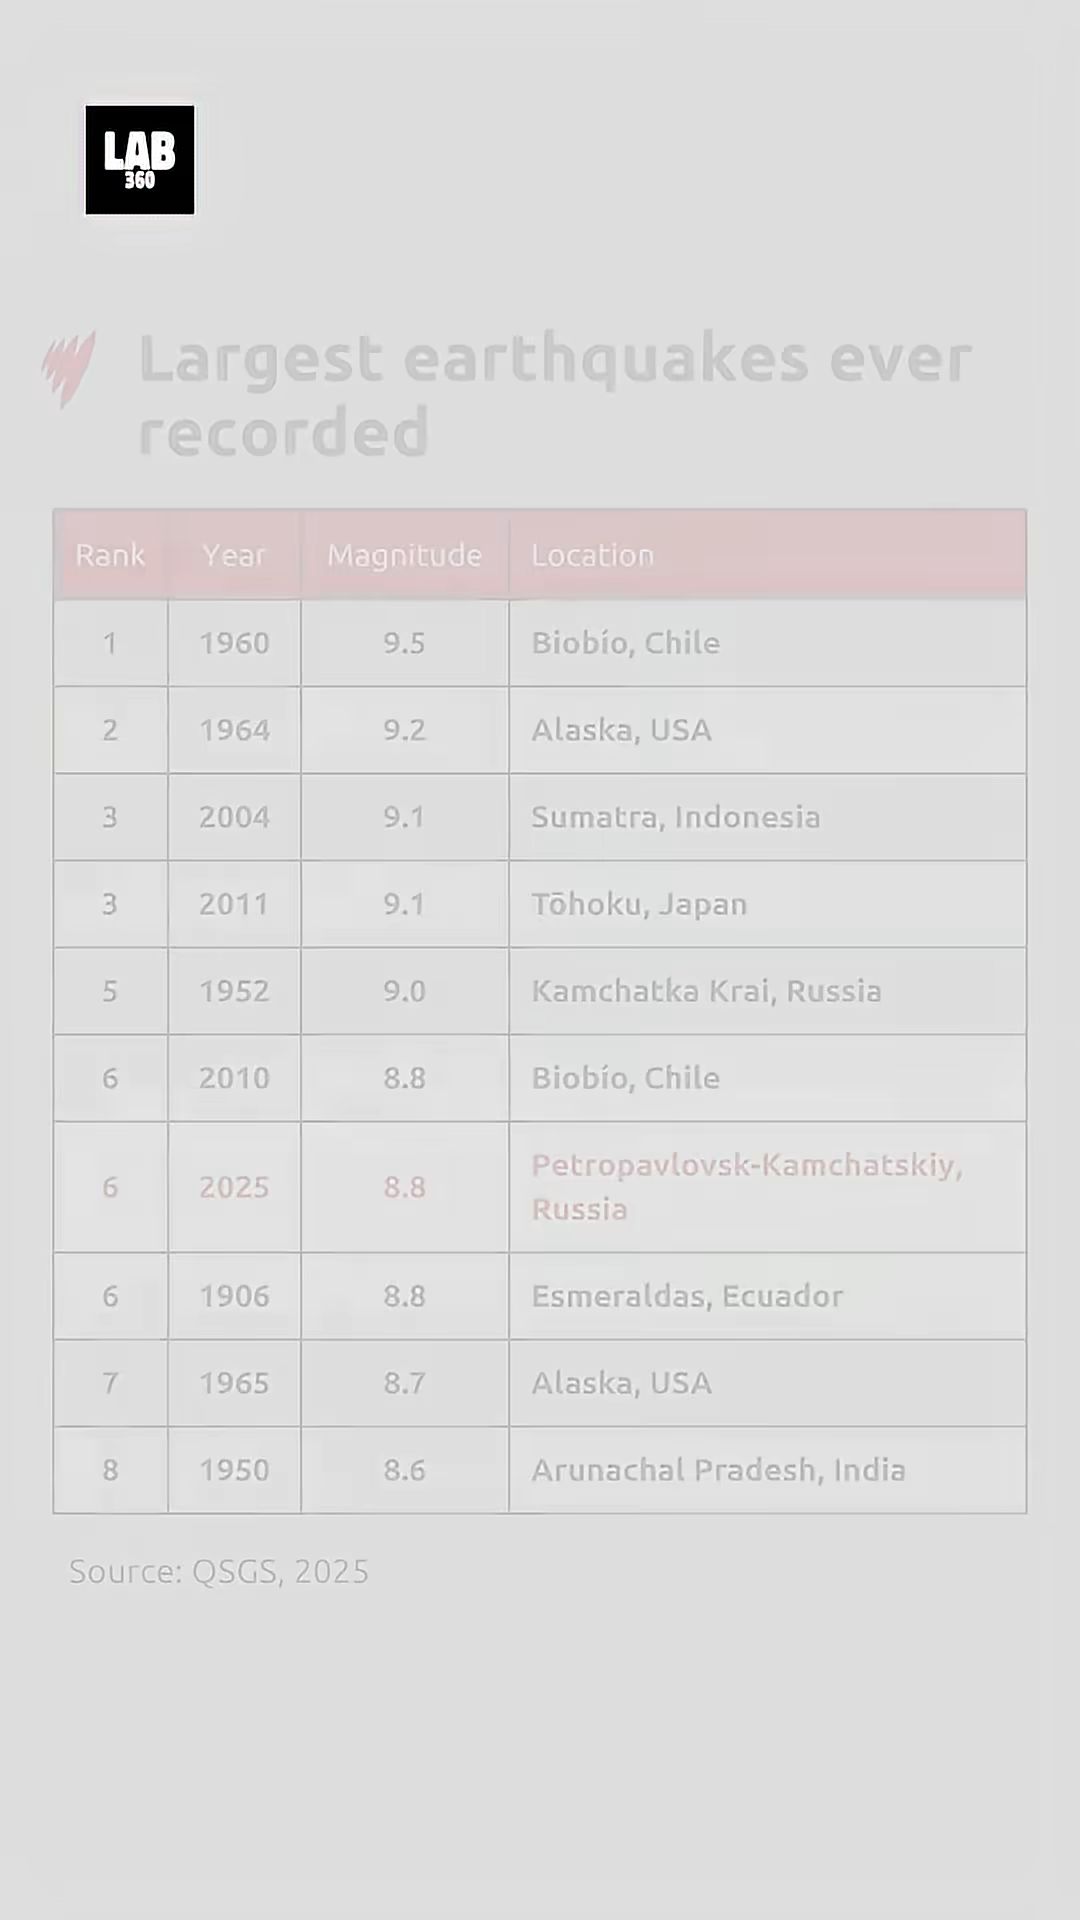 LAB
360
Largest earthquakes ever
recorded
Rank Year Magnitude Location
1 1960 9.5 Biobío, Chile
2 1964 9.2 Alaska, USA
3 2004 9.1 Sumatra, Indonesia
3 2011 9.1 Tōhoku, Japan
5 1952 9.0 Kamchatka Krai, Russia
6 2010 8.8 Biobío, Chile
6 2025 8.8 Petropavlovsk-Kamchatskiy,
Russia
6 1906 8.8 Esmeraldas, Ecuador
7 1965 8.7 Alaska, USA
8 1950 8.6 Arunachal Pradesh, India
Source: QSGS, 2025